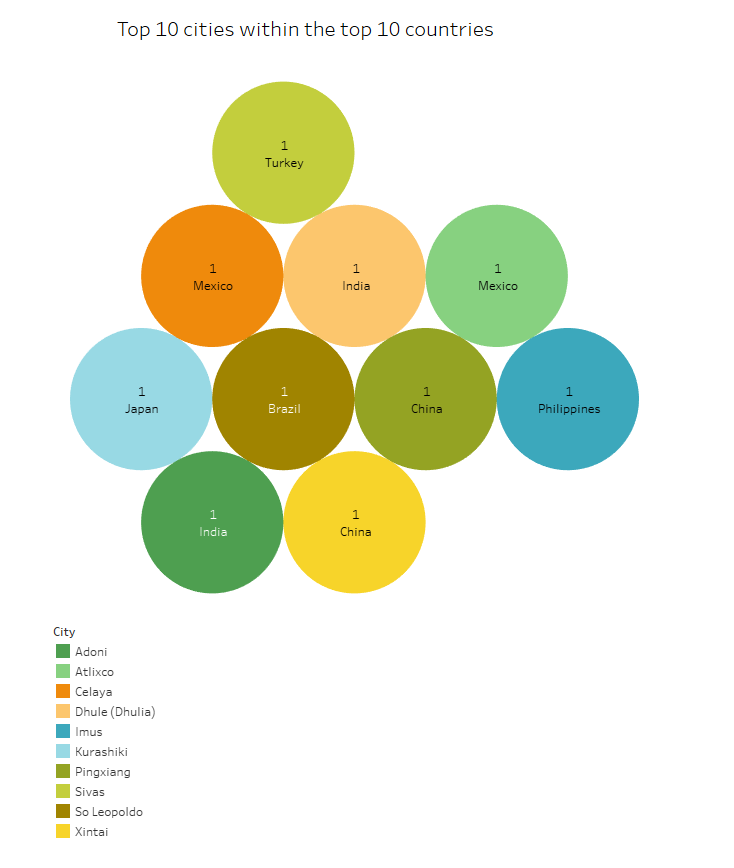 Top 10 cities within the top 10 countries
1
Turkey
1
Mexico
1
India
1
Mexico
1
Japan
1
Brazil
1
China
1
Philippines
1
India
1
China
City
Adoni
Atlixco
Celaya
Dhule (Dhulia)
Imus
Kurashiki
Pingxiang
Sivas
So Leopoldo
Xintai